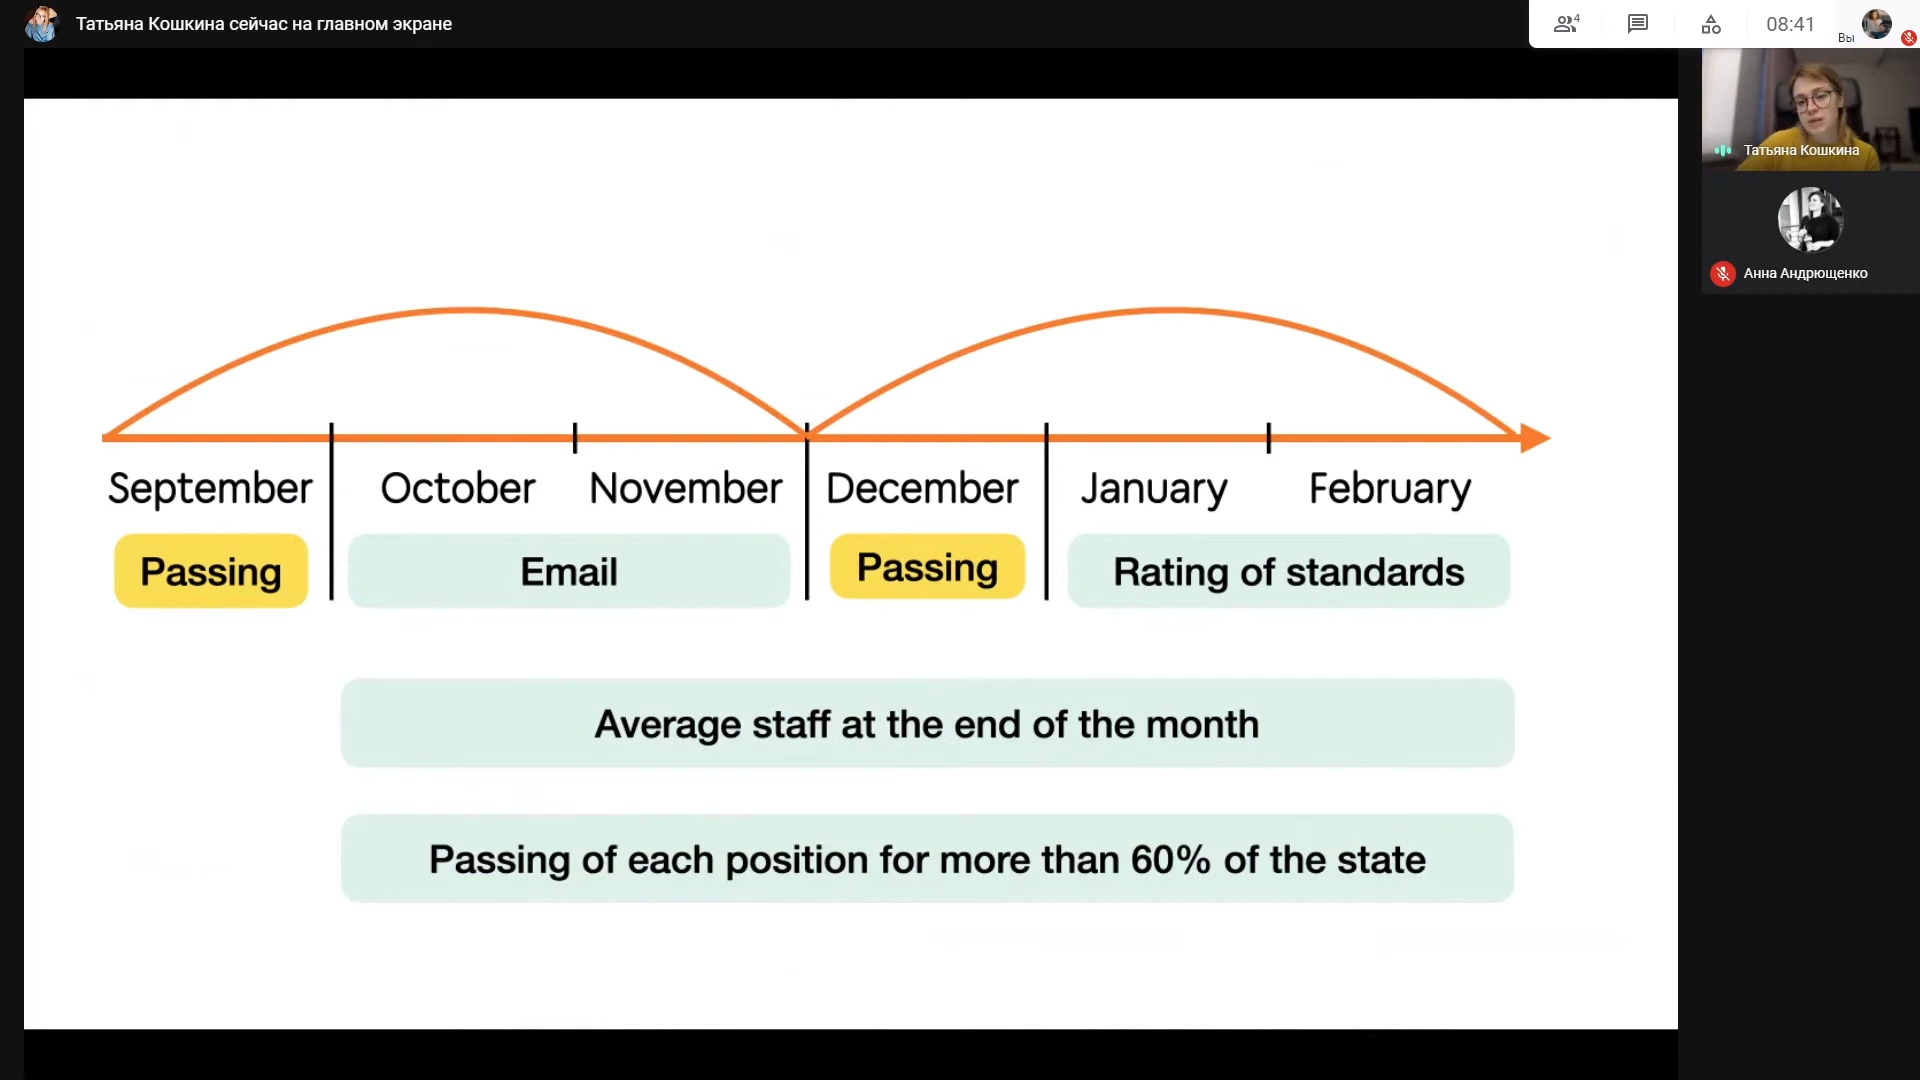 Татьяна Кошкина сейчас на главном экране
4
08:41
Вы
Татьяна Кошкина
Анна Андрющенко
September
October
November
December
January
February
Passing
Email
Passing
Rating of standards
Average staff at the end of the month
Passing of each position for more than 60% of the state